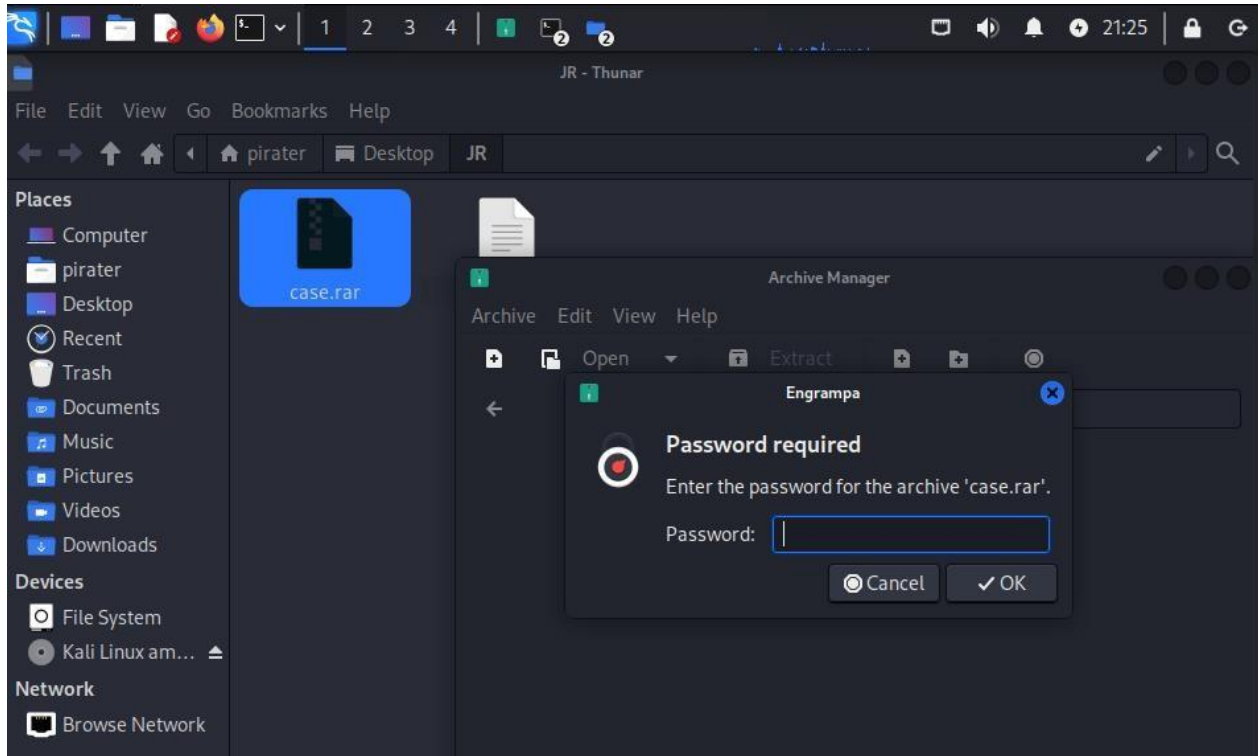 1 2 3 4 2 2 21:25
JR - Thunar
File Edit View Go Bookmarks Help
pirater Desktop JR
Places
Computer
pirater
Desktop
Recent
Trash
Documents
Music
Pictures
Videos
Downloads
Devices
File System
Kali Linux am...
Network
Browse Network
case.rar
Archive Manager
Archive Edit View Help
Open Extract
Engrampa
Password required
Enter the password for the archive 'case.rar'.
Password:
Cancel OK